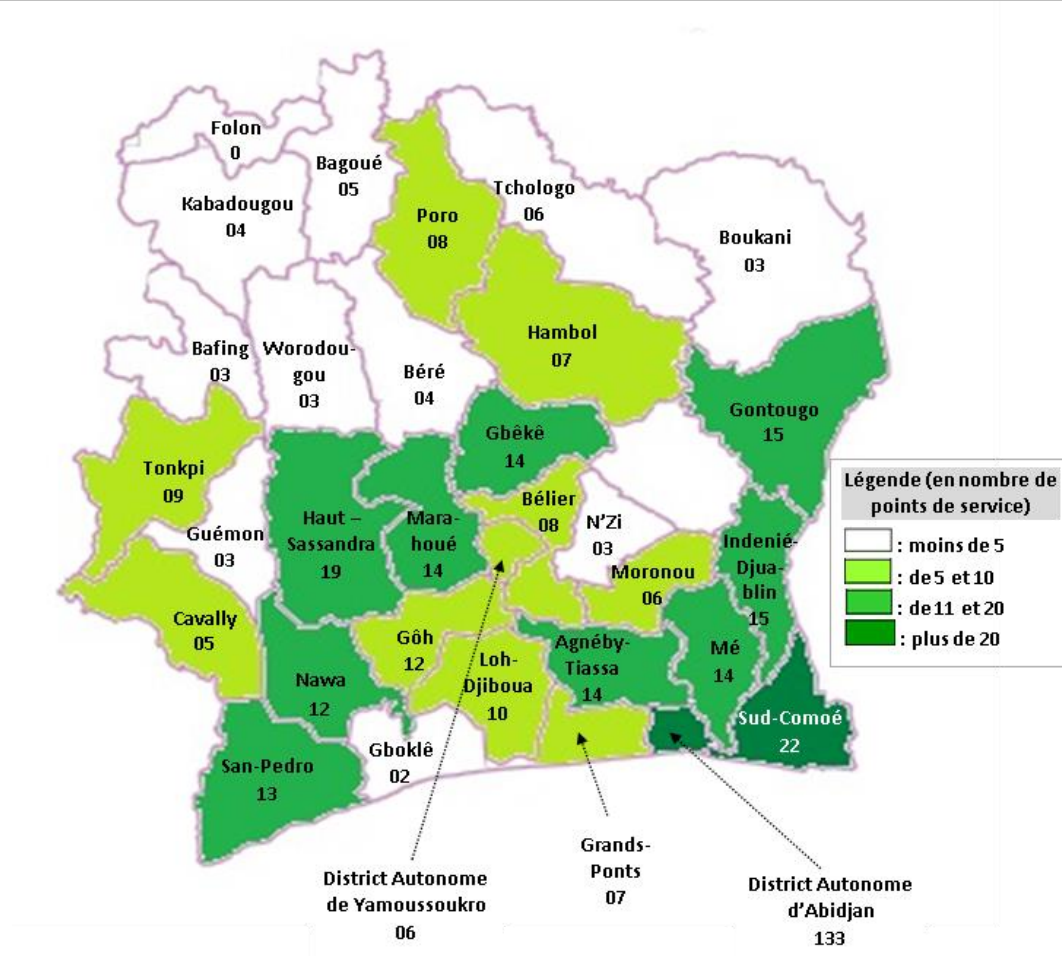 Folon
0
Bagoué
05
Kabadougou
04
Poro
08
Tchologo
06
Boukani
03
Bafing
03
Worodou-
gou
03
Béré
04
Hambol
07
Gontougo
15
Gbêkê
14
Tonkpi
09
Guémon
03
Haut –
Sassandra
19
Mara-
houé
14
Bélier
08
N'Zi
03
Moronou
06
Indenié-
Djua-
blin
15
Cavally
05
Gôh
12
Loh-
Djiboua
10
Agnéby-
Tiassa
14
Mé
14
Nawa
12
Sud-Comoé
22
San-Pedro
13
Gboklê
02
Grands-
Ponts
07
District Autonome
de Yamoussoukro
06
District Autonome
d'Abidjan
133
Légende (en nombre de
points de service)
: moins de 5
: de 5 et 10
: de 11 et 20
: plus de 20